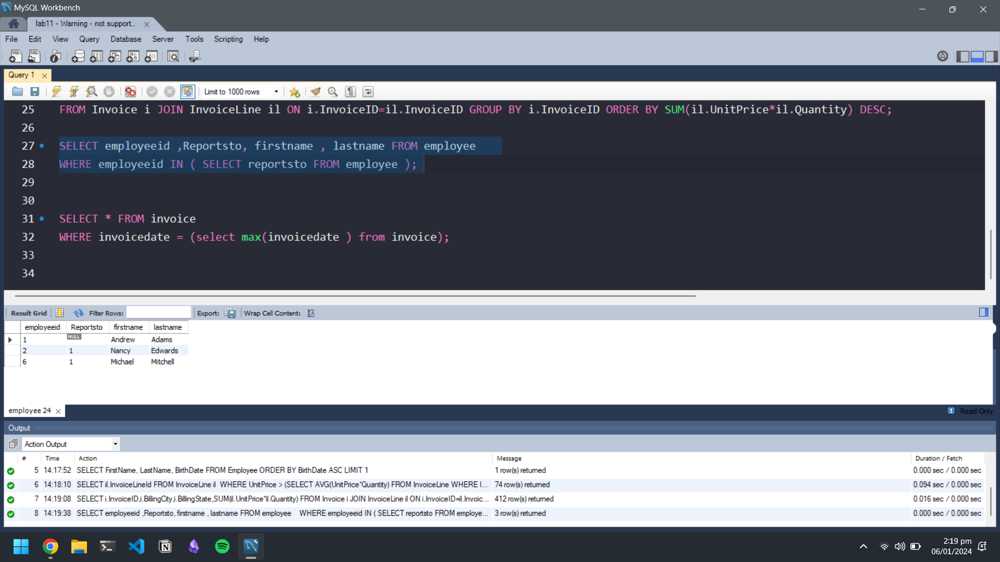 MySQL Workbench
lab11 - Warning - not support...
File Edit View Query Database Server Tools Scripting Help
Query 1
Limit to 1000 rows
25 FROM Invoice i JOIN InvoiceLine il ON i.InvoiceID=il.InvoiceID GROUP BY i.InvoiceID ORDER BY SUM(il.UnitPrice*il.Quantity) DESC;
26
27 SELECT employeeid ,Reportsto, firstname , lastname FROM employee
28 WHERE employeeid IN ( SELECT reportsto FROM employee );
29
30
31 SELECT * FROM invoice
32 WHERE invoicedate = (select max(invoicedate ) from invoice);
33
34
Result Grid Filter Rows: Export: Wrap Cell Content:
employeeid Reportsto firstname lastname
1 NULL Andrew Adams
2 1 Nancy Edwards
6 1 Michael Mitchell
employee 24 Read Only
Output
Action Output
# Time Action Message Duration / Fetch
5 14:17:52 SELECT FirstName, LastName, BirthDate FROM Employee ORDER BY BirthDate ASC LIMIT 1 1 row(s) returned 0.000 sec / 0.000 sec
6 14:18:10 SELECT il.InvoiceLineId FROM InvoiceLine il WHERE UnitPrice > (SELECT AVG(UnitPrice*Quantity) FROM InvoiceLine WHERE I... 74 row(s) returned 0.094 sec / 0.000 sec
7 14:19:08 SELECT i.InvoiceID,i.BillingCity,i.BillingState,SUM(il.UnitPrice*il.Quantity) FROM Invoice i JOIN InvoiceLine il ON i.InvoiceID=il.Invoic... 412 row(s) returned 0.016 sec / 0.000 sec
8 14:19:38 SELECT employeeid ,Reportsto, firstname , lastname FROM employee WHERE employeeid IN ( SELECT reportsto FROM employe... 3 row(s) returned 0.000 sec / 0.000 sec
2:19 pm
06/01/2024